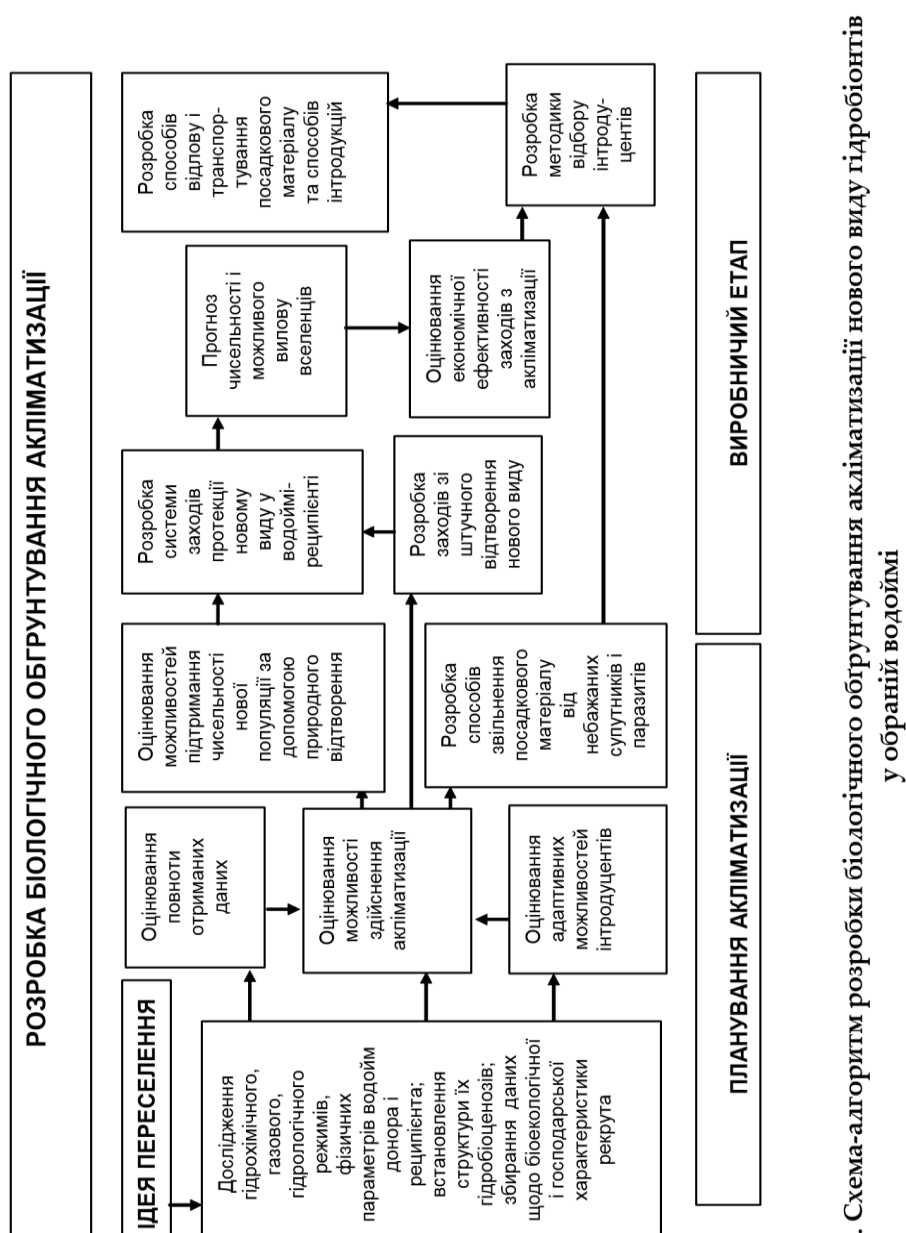 РОЗРОБКА БІОЛОГІЧНОГО ОБГРУНТУВАННЯ АКЛІМАТИЗАЦІЇ
ІДЕЯ ПЕРЕСЕЛЕННЯ
Дослідження
гідрохімічного,
газового,
гідрологічного
режимів,
фізичних
параметрів водойм
донора і
реципієнта;
встановлення
структури їх
гідробіоценозів;
збирання даних
щодо біоекологічної
і господарської
характеристики
рекрута
Оцінювання
повноти
отриманих
даних
Оцінювання
можливості
здійснення
акліматизації
Оцінювання
адаптивних
можливостей
інтродуцентів
Оцінювання
можливостей
підтримання
чисельності
нової
популяції за
допомогою
природного
відтворення
Розробка
способів
звільнення
посадкового
матеріалу
від
небажаних
супутників і
паразитів
Розробка
системи
заходів
протекції
новому
виду у
водоймі-
реципієнті
Розробка
заходів зі
штучного
відтворення
нового виду
Прогноз
чисельності і
можливого
вилову
вселенців
Оцінювання
економічної
ефективності
заходів з
акліматизації
Розробка
способів
відлову і
транспор-
тування
посадкового
матеріалу
та способів
інтродукцій
Розробка
методики
відбору
інтроду-
центів
ПЛАНУВАННЯ АКЛІМАТИЗАЦІЇ
ВИРОБНИЧИЙ ЕТАП
. Схема-алгоритм розробки біологічного обґрунтування акліматизації нового виду гідробіонтів
у обраній водоймі